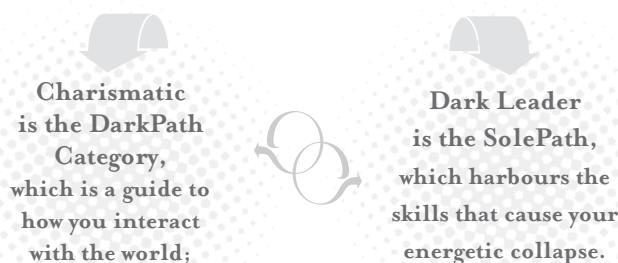 Charismatic
is the DarkPath
Category,
which is a guide to
how you interact
with the world;
Dark Leader
is the SolePath,
which harbours the
skills that cause your
energetic collapse.